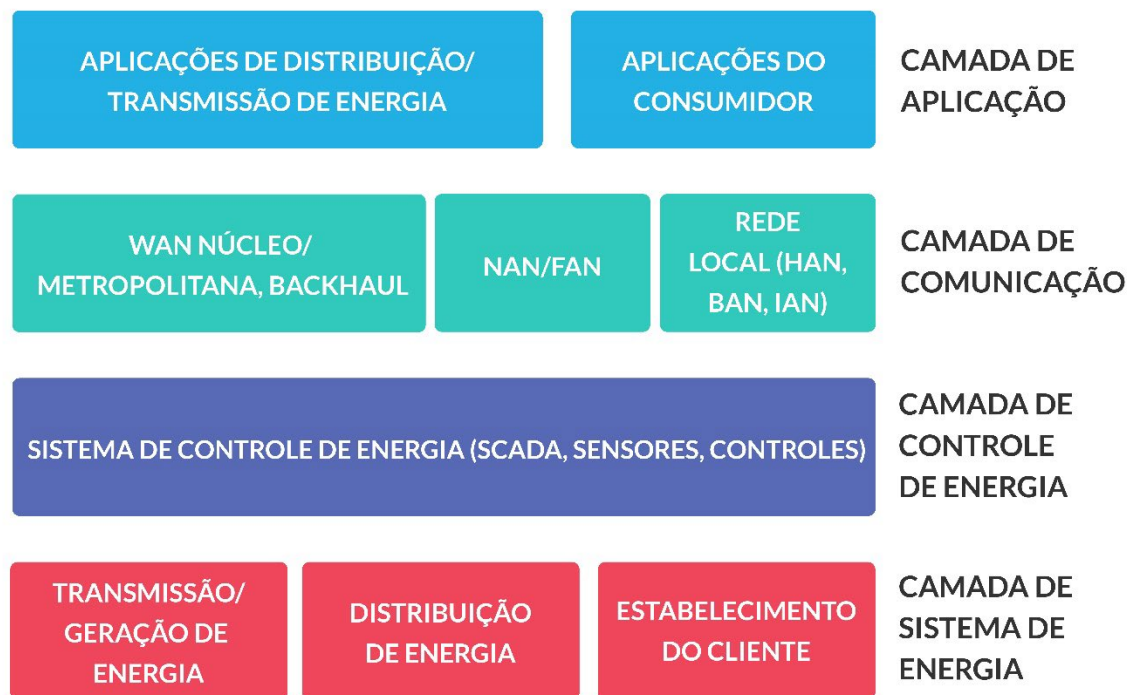 APLICAÇÕES DE DISTRIBUIÇÃO/
TRANSMISSÃO DE ENERGIA
APLICAÇÕES DO
CONSUMIDOR
CAMADA DE
APLICAÇÃO
WAN NÚCLEO/
METROPOLITANA, BACKHAUL
NAN/FAN
REDE
LOCAL (HAN,
BAN, IAN)
CAMADA DE
COMUNICAÇÃO
SISTEMA DE CONTROLE DE ENERGIA (SCADA, SENSORES, CONTROLES)
CAMADA DE
CONTROLE
DE ENERGIA
TRANSMISSÃO/
GERAÇÃO DE
ENERGIA
DISTRIBUIÇÃO
DE ENERGIA
ESTABELECIMENTO
DO CLIENTE
CAMADA DE
SISTEMA DE
ENERGIA